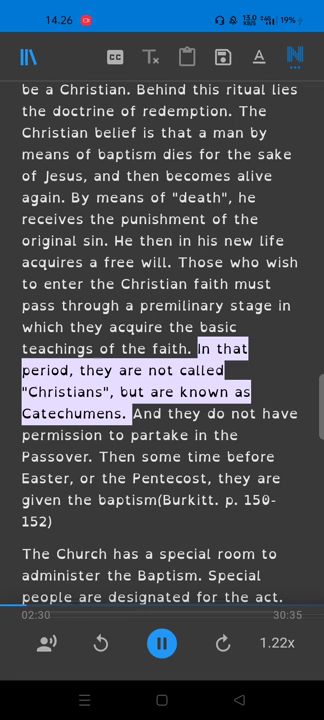 14.26
13.0 KB/S
19%
CC
A
N
be a Christian. Behind this ritual lies
the doctrine of redemption. The
Christian belief is that a man by
means of baptism dies for the sake
of Jesus, and then becomes alive
again. By means of "death", he
receives the punishment of the
original sin. He then in his new life
acquires a free will. Those who wish
to enter the Christian faith must
pass through a premilinary stage in
which they acquire the basic
teachings of the faith. In that
period, they are not called
"Christians", but are known as
Catechumens. And they do not have
permission to partake in the
Passover. Then some time before
Easter, or the Pentecost, they are
given the baptism(Burkitt. p. 150-
152)
The Church has a special room to
administer the Baptism. Special
people are designated for the act.
02:30
30:35
1.22x